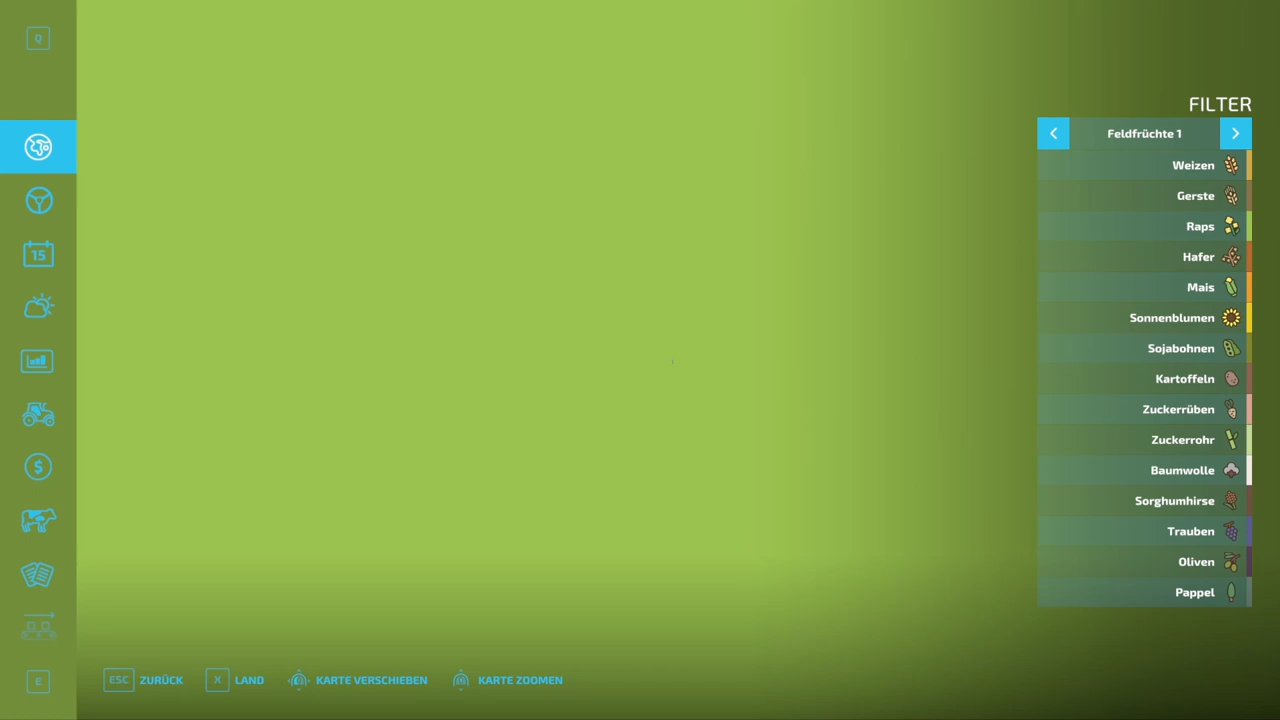 Q
FILTER
Feldfrüchte 1
Weizen
Gerste
Raps
Hafer
Mais
Sonnenblumen
Sojabohnen
Kartoffeln
Zuckerrüben
Zuckerrohr
Baumwolle
Sorghumhirse
Trauben
Oliven
Pappel
15
$
E
ESC ZURÜCK X LAND KARTE VERSCHIEBEN KARTE ZOOMEN